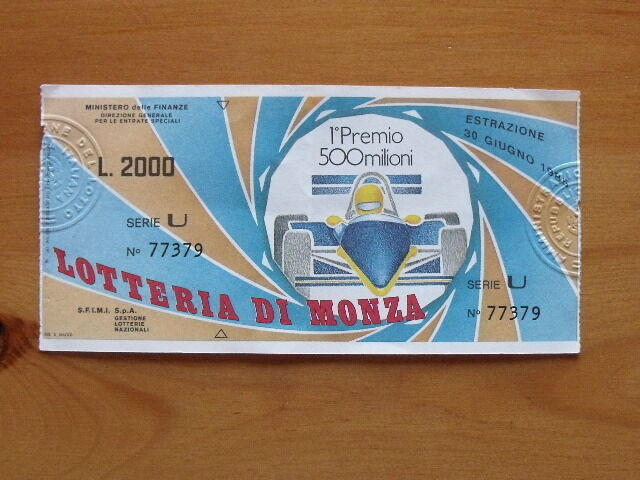 MINISTERO delle FINANZE
DIREZIONE GENERALE
PER LE ENTRATE SPECIALI
L. 2000
SERIE U
No 77379
1° Premio
500 milioni
ESTRAZIONE
30 GIUGNO
LOTTERIA DI MONZA
SERIE U
No 77379
S.F.I.M.I. S.p.A.
GESTIONE
LOTTERIE
NAZIONALI